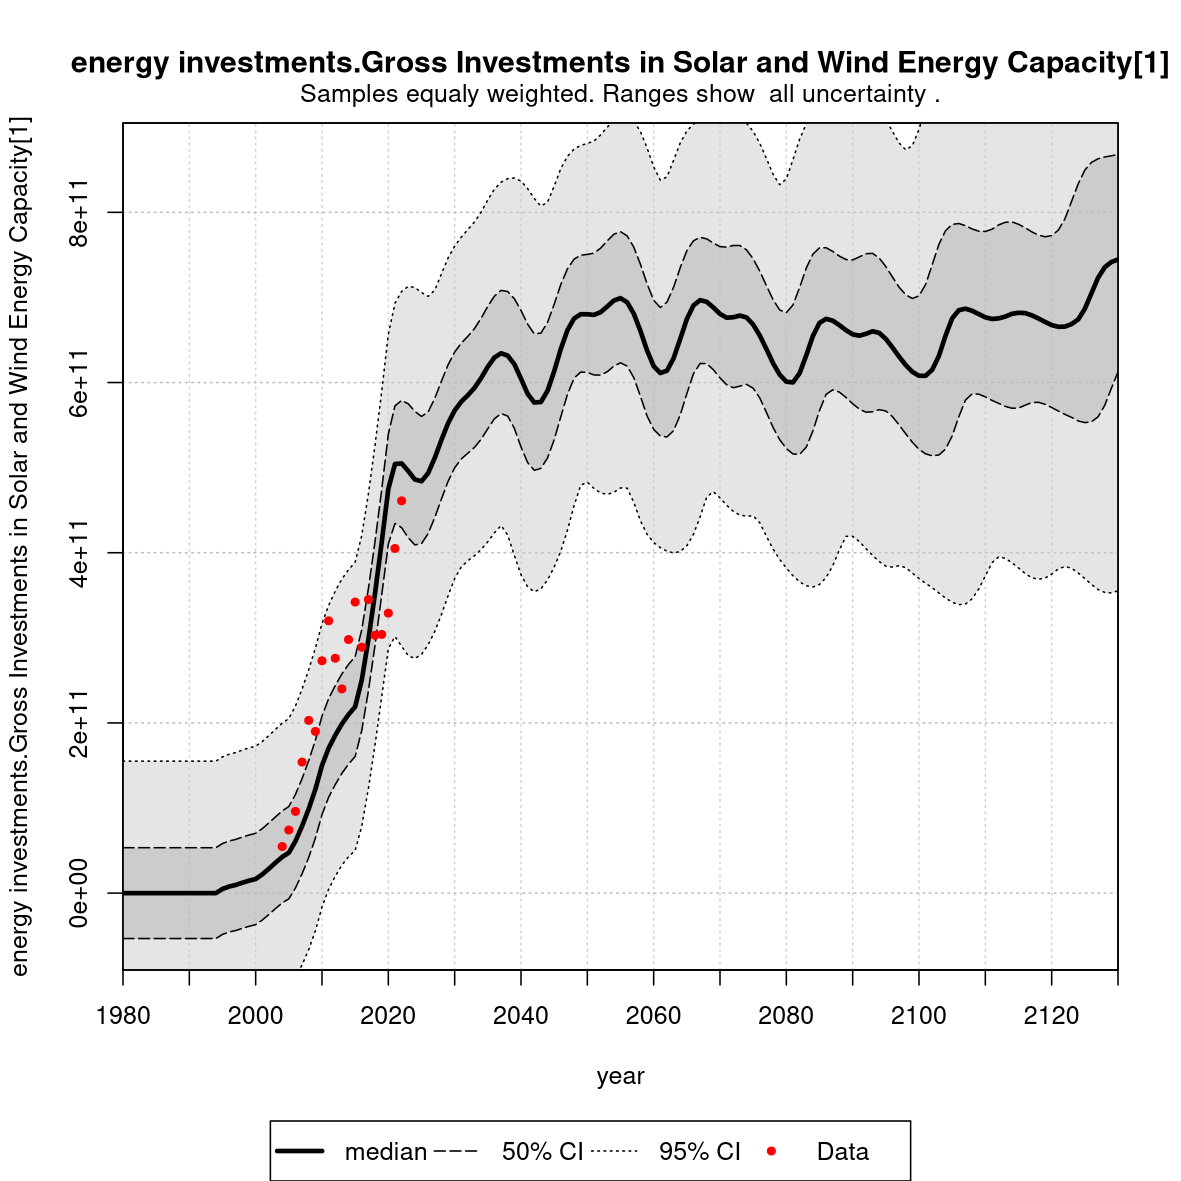 energy investments.Gross Investments in Solar and Wind Energy Capacity[1]
Samples equaly weighted. Ranges show  all uncertainty .
energy investments.Gross Investments in Solar and Wind Energy Capacity[1]
8e+11
6e+11
4e+11
2e+11
0e+00
1980 2000 2020 2040 2060 2080 2100 2120
year
median 50% CI 95% CI Data